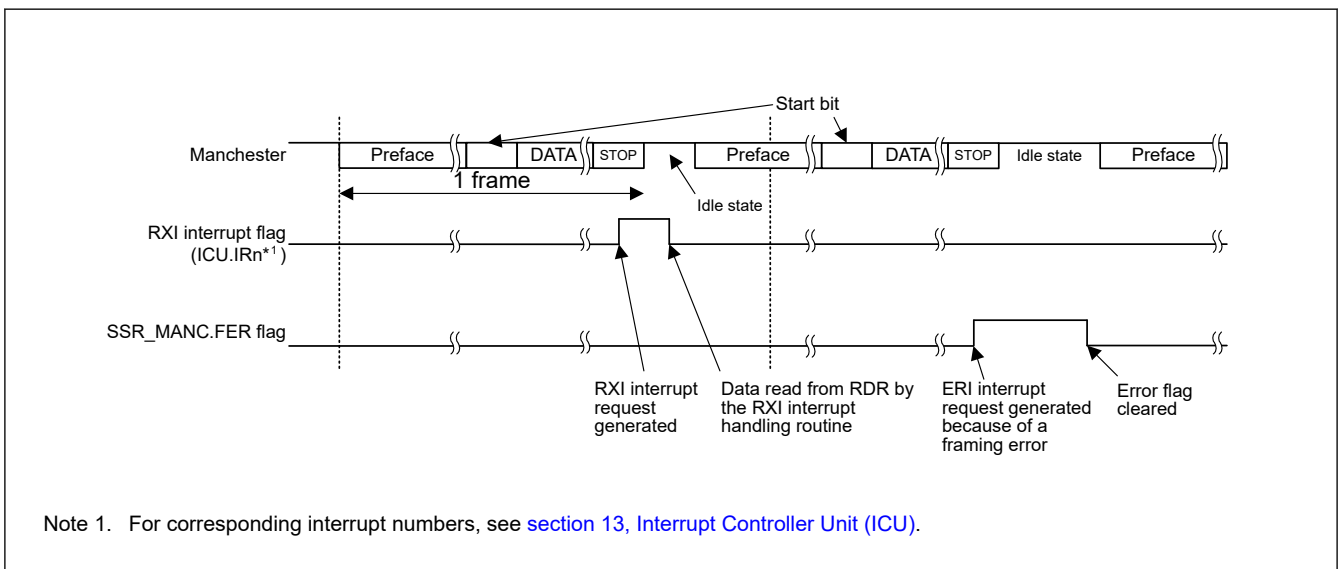 Start bit
Manchester
Preface
DATA
STOP
Preface
DATA
STOP
Idle state
Preface
1 frame
Idle state
RXI interrupt flag
(ICU.IRn*1)
SSR_MANC.FER flag
RXI interrupt
request
generated
Data read from RDR by
the RXI interrupt
handling routine
ERI interrupt
request generated
because of a
framing error
Error flag
cleared
Note 1. For corresponding interrupt numbers, see section 13, Interrupt Controller Unit (ICU).